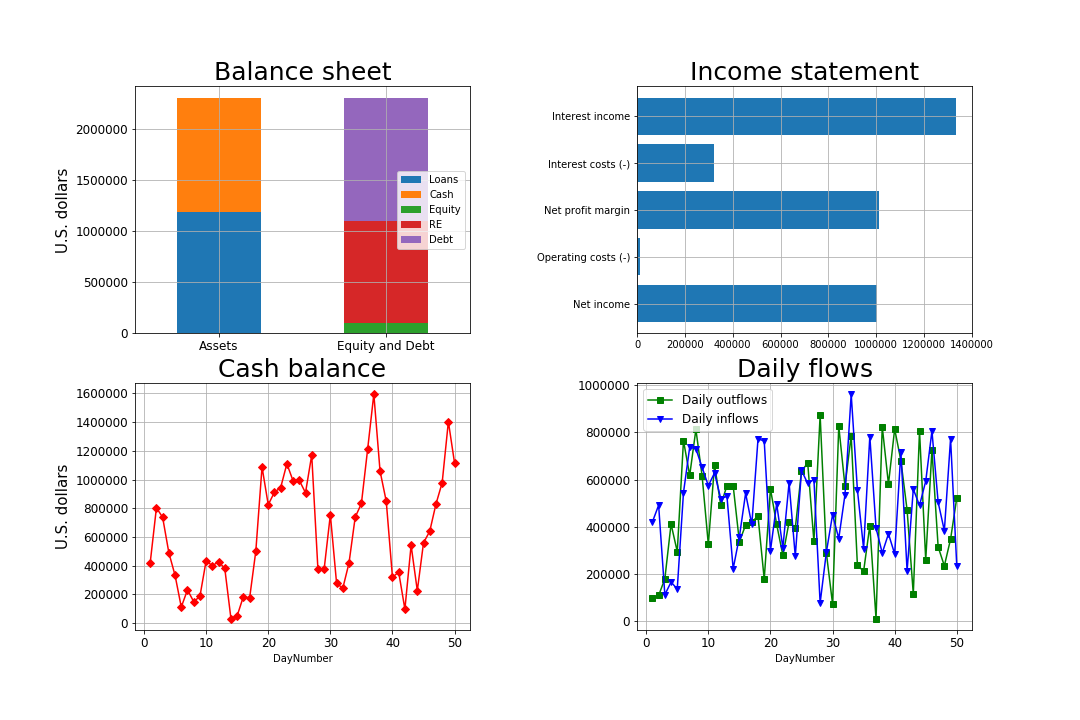 Balance sheet
U.S. dollars
2000000
1500000
1000000
500000
0
Loans
Cash
Equity
RE
Debt
Assets
Equity and Debt
Income statement
Interest income
Interest costs (-)
Net profit margin
Operating costs (-)
Net income
0 200000 400000 600000 800000 1000000 1200000 1400000
Cash balance
U.S. dollars
1600000
1400000
1200000
1000000
800000
600000
400000
200000
0
0 10 20 30 40 50
DayNumber
Daily flows
Daily outflows
Daily inflows
1000000
800000
600000
400000
200000
0
0 10 20 30 40 50
DayNumber